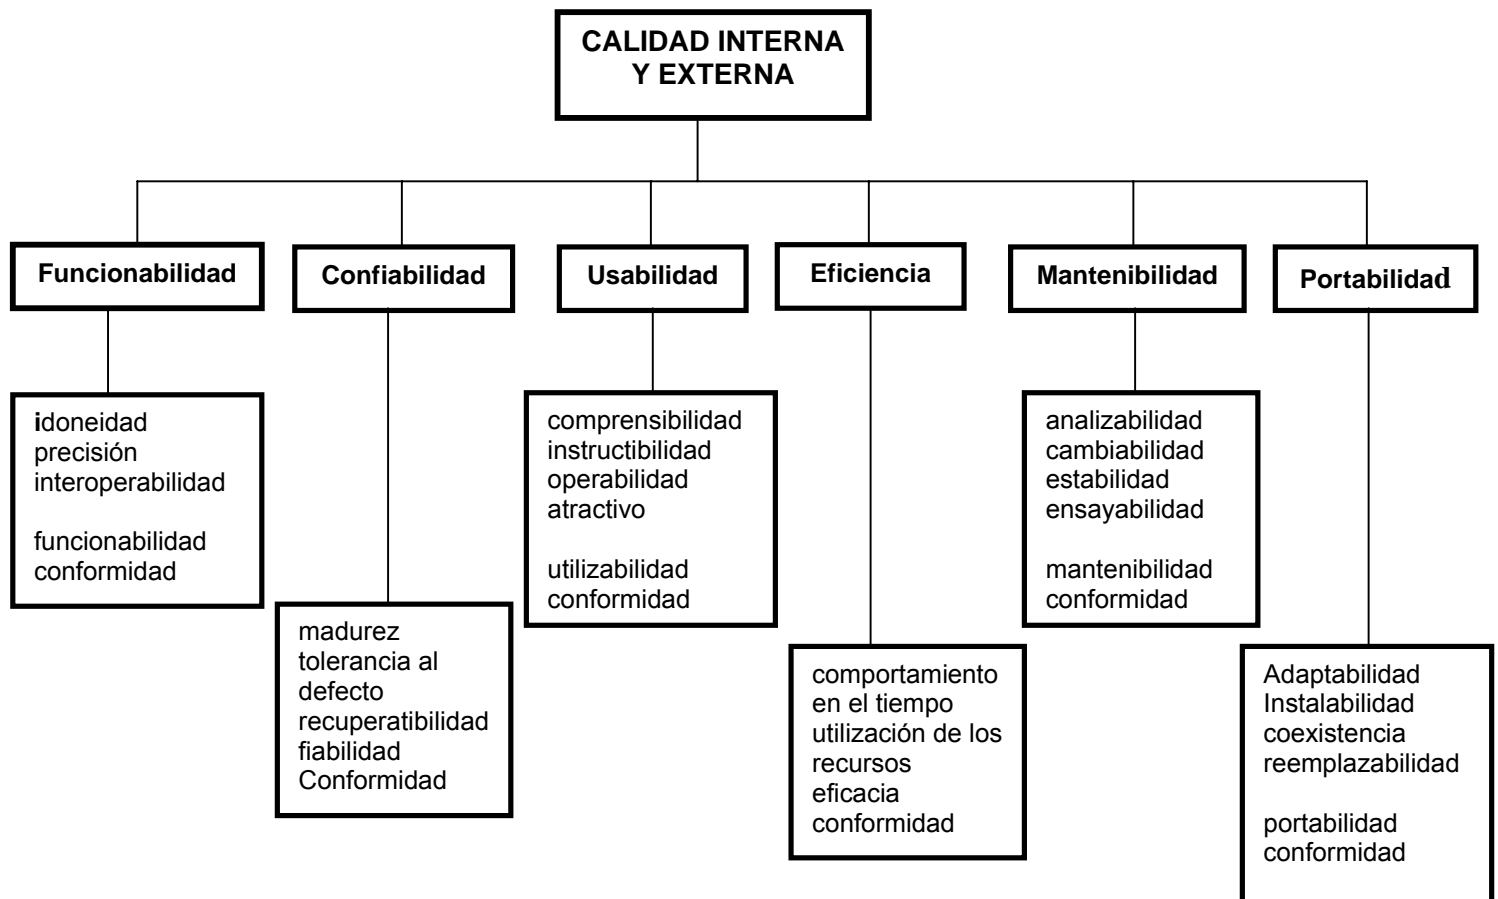 CALIDAD INTERNA
Y EXTERNA
Funcionabilidad
Confiabilidad
Usabilidad
Eficiencia
Mantenibilidad
Portabilidad
idoneidad
precisión
interoperabilidad
funcionabilidad
conformidad
madurez
tolerancia al
defecto
recuperatibilidad
fiabilidad
Conformidad
comprensibilidad
instructibilidad
operabilidad
atractivo
utilizabilidad
conformidad
comportamiento
en el tiempo
utilización de los
recursos
eficacia
conformidad
analizabilidad
cambiabilidad
estabilidad
ensayabilidad
mantenibilidad
conformidad
Adaptabilidad
Instalabilidad
coexistencia
reemplazabilidad
portabilidad
conformidad